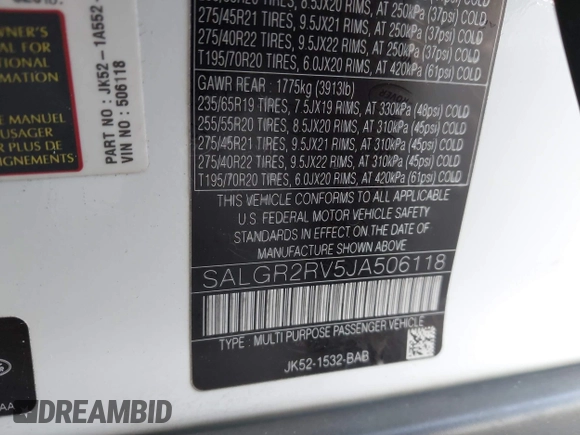 WNER'S
AL FOR
UCTIONS
E MANUEL
USAGER
PLUS
IGNEMENTS
PART NO : JK52-1A552-
VIN NO : 506118
275/45R21 TIRES, 9.5JX21 RIMS, AT 250kPa (37psi) COLD
275/40R22 TIRES, 9.5JX22 RIMS, AT 250kPa (37psi) COLD
T195/70R20 TIRES, 6.0JX20 RIMS, AT 420kPa (61psi) COLD
GAWR REAR : 1775kg (3913lb)
235/65R19 TIRES, 7.5JX19 RIMS, AT 330kPa (48psi) COLD
255/55R20 TIRES, 8.5JX20 RIMS, AT 310kPa (45psi) COLD
275/45R21 TIRES, 9.5JX21 RIMS, AT 310kPa (45psi) COLD
275/40R22 TIRES, 9.5JX22 RIMS, AT 310kPa (45psi) COLD
T195/70R20 TIRES, 6.0JX20 RIMS, AT 420kPa (61psi) COLD
THIS VEHICLE CONFORMS TO ALL APPLICABLE
U.S. FEDERAL MOTOR VEHICLE SAFETY
STANDARDS IN EFFECT ON THE DATE OF
MANUFACTURE SHOWN ABOVE
SALGR2RV5JA506118
TYPE : MULTI PURPOSE PASSENGER VEHICLE
JK52-1532-BAB
AA
DREAMBID